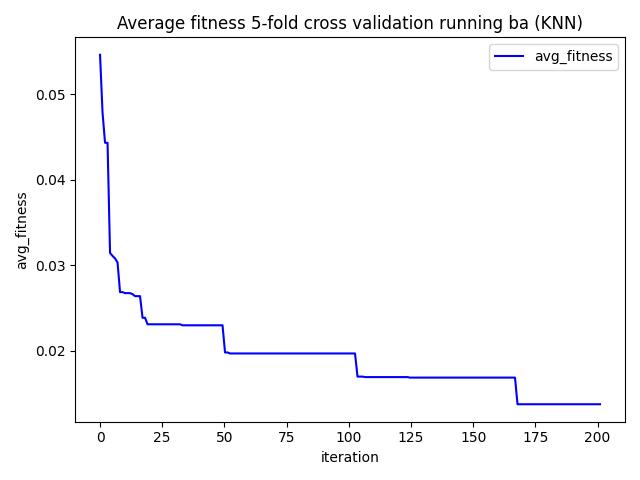 Average fitness 5-fold cross validation running ba (KNN)
avg_fitness
0.05
0.04
0.03
0.02
avg_fitness
0 25 50 75 100 125 150 175 200
iteration